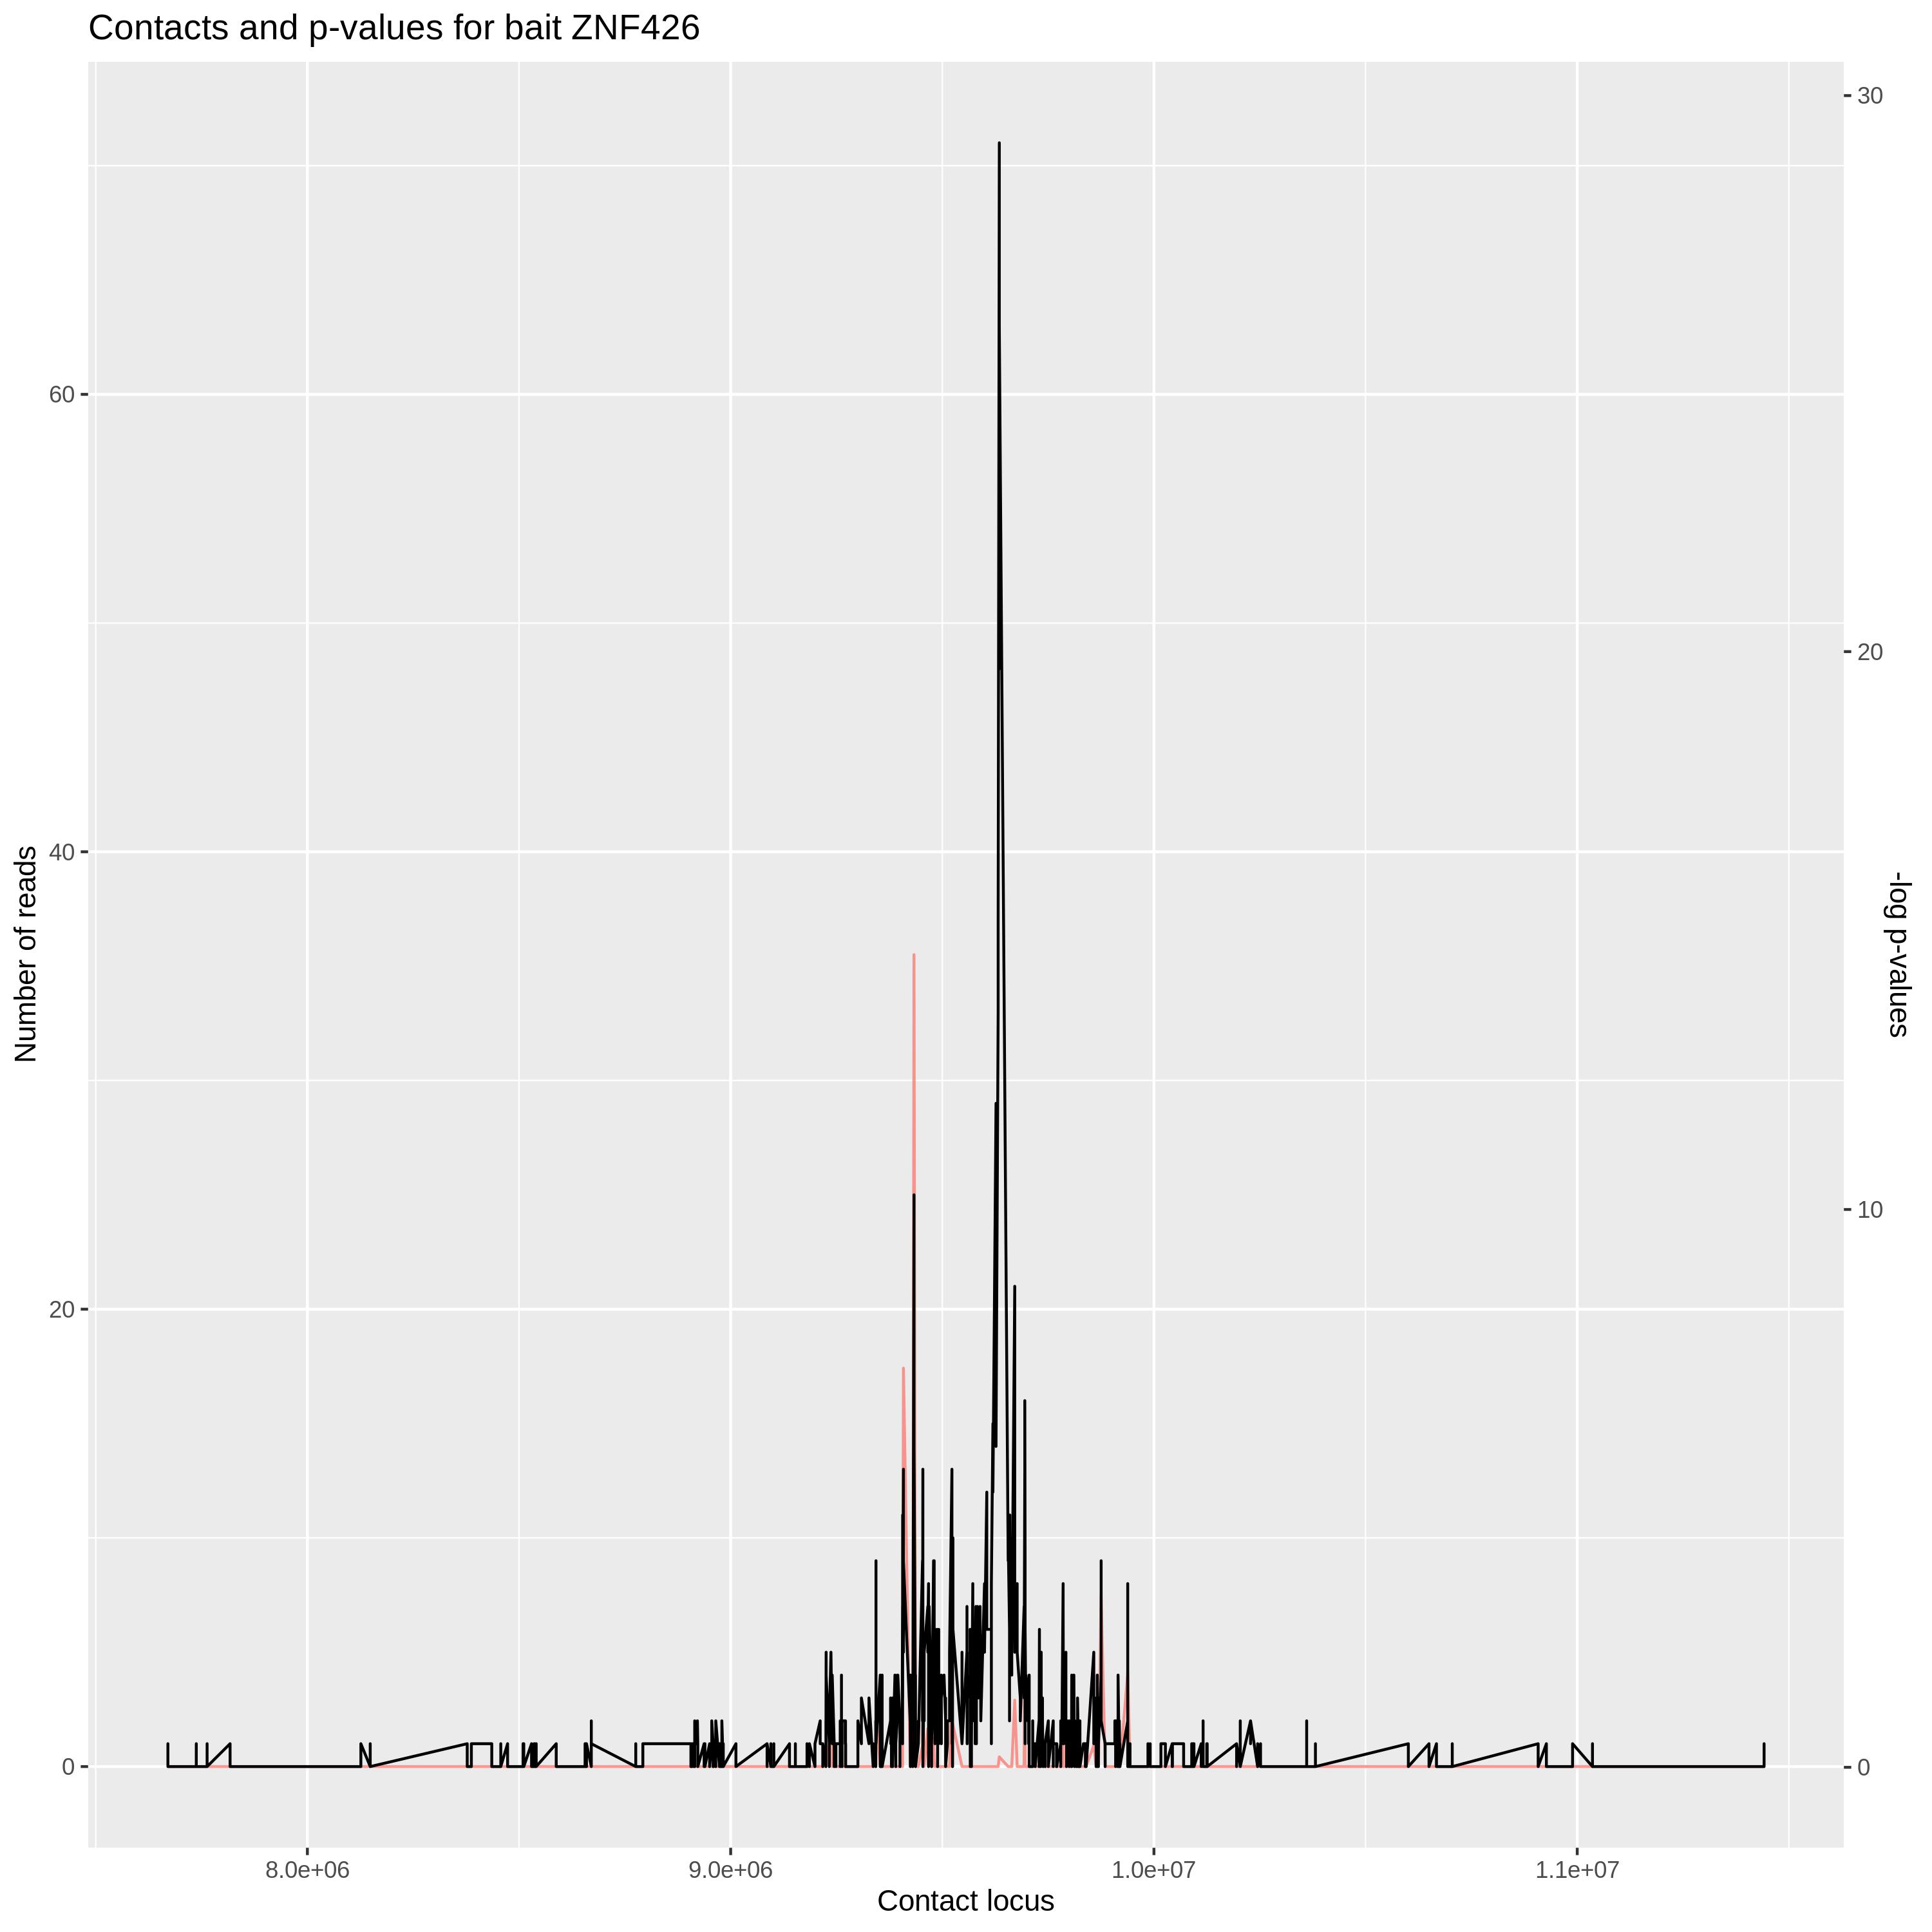 Contacts and p-values for bait ZNF426
30
60
20
40
Number of reads
-log p-values
10
20
0
0
8.0e+06 9.0e+06 1.0e+07 1.1e+07
Contact locus